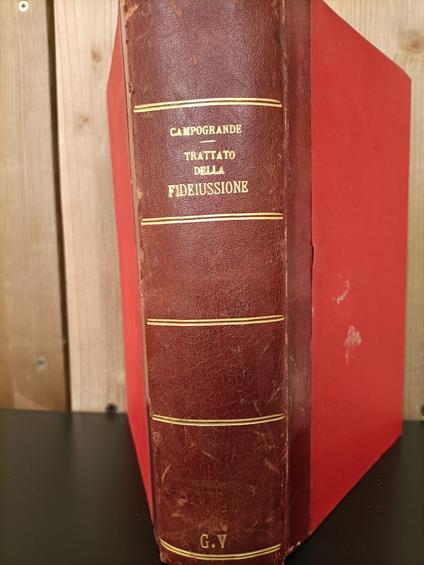 CAMPOGRANDE
TRATTATO
DELLA
FIDEIUSSIONE
G.V